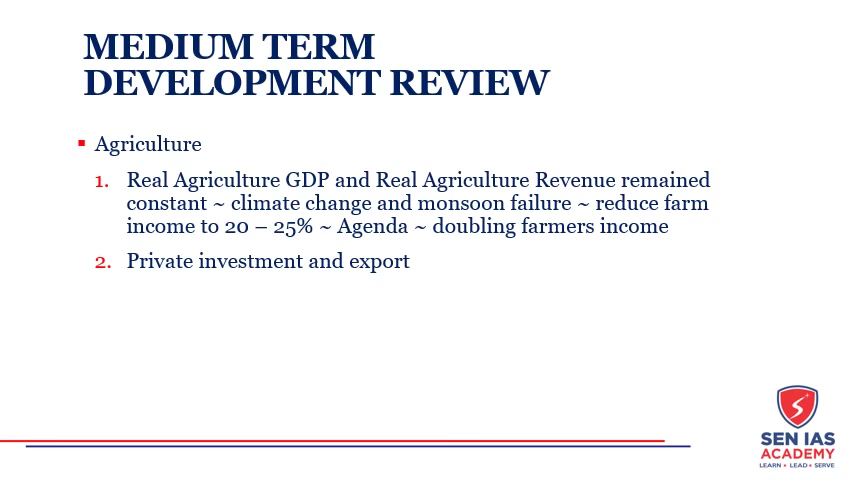 MEDIUM TERM
DEVELOPMENT REVIEW
▪ Agriculture
1. Real Agriculture GDP and Real Agriculture Revenue remained
constant ~ climate change and monsoon failure ~ reduce farm
income to 20 – 25% ~ Agenda ~ doubling farmers income
2. Private investment and export
SEN IAS
ACADEMY
LEARN • LEAD • SERVE